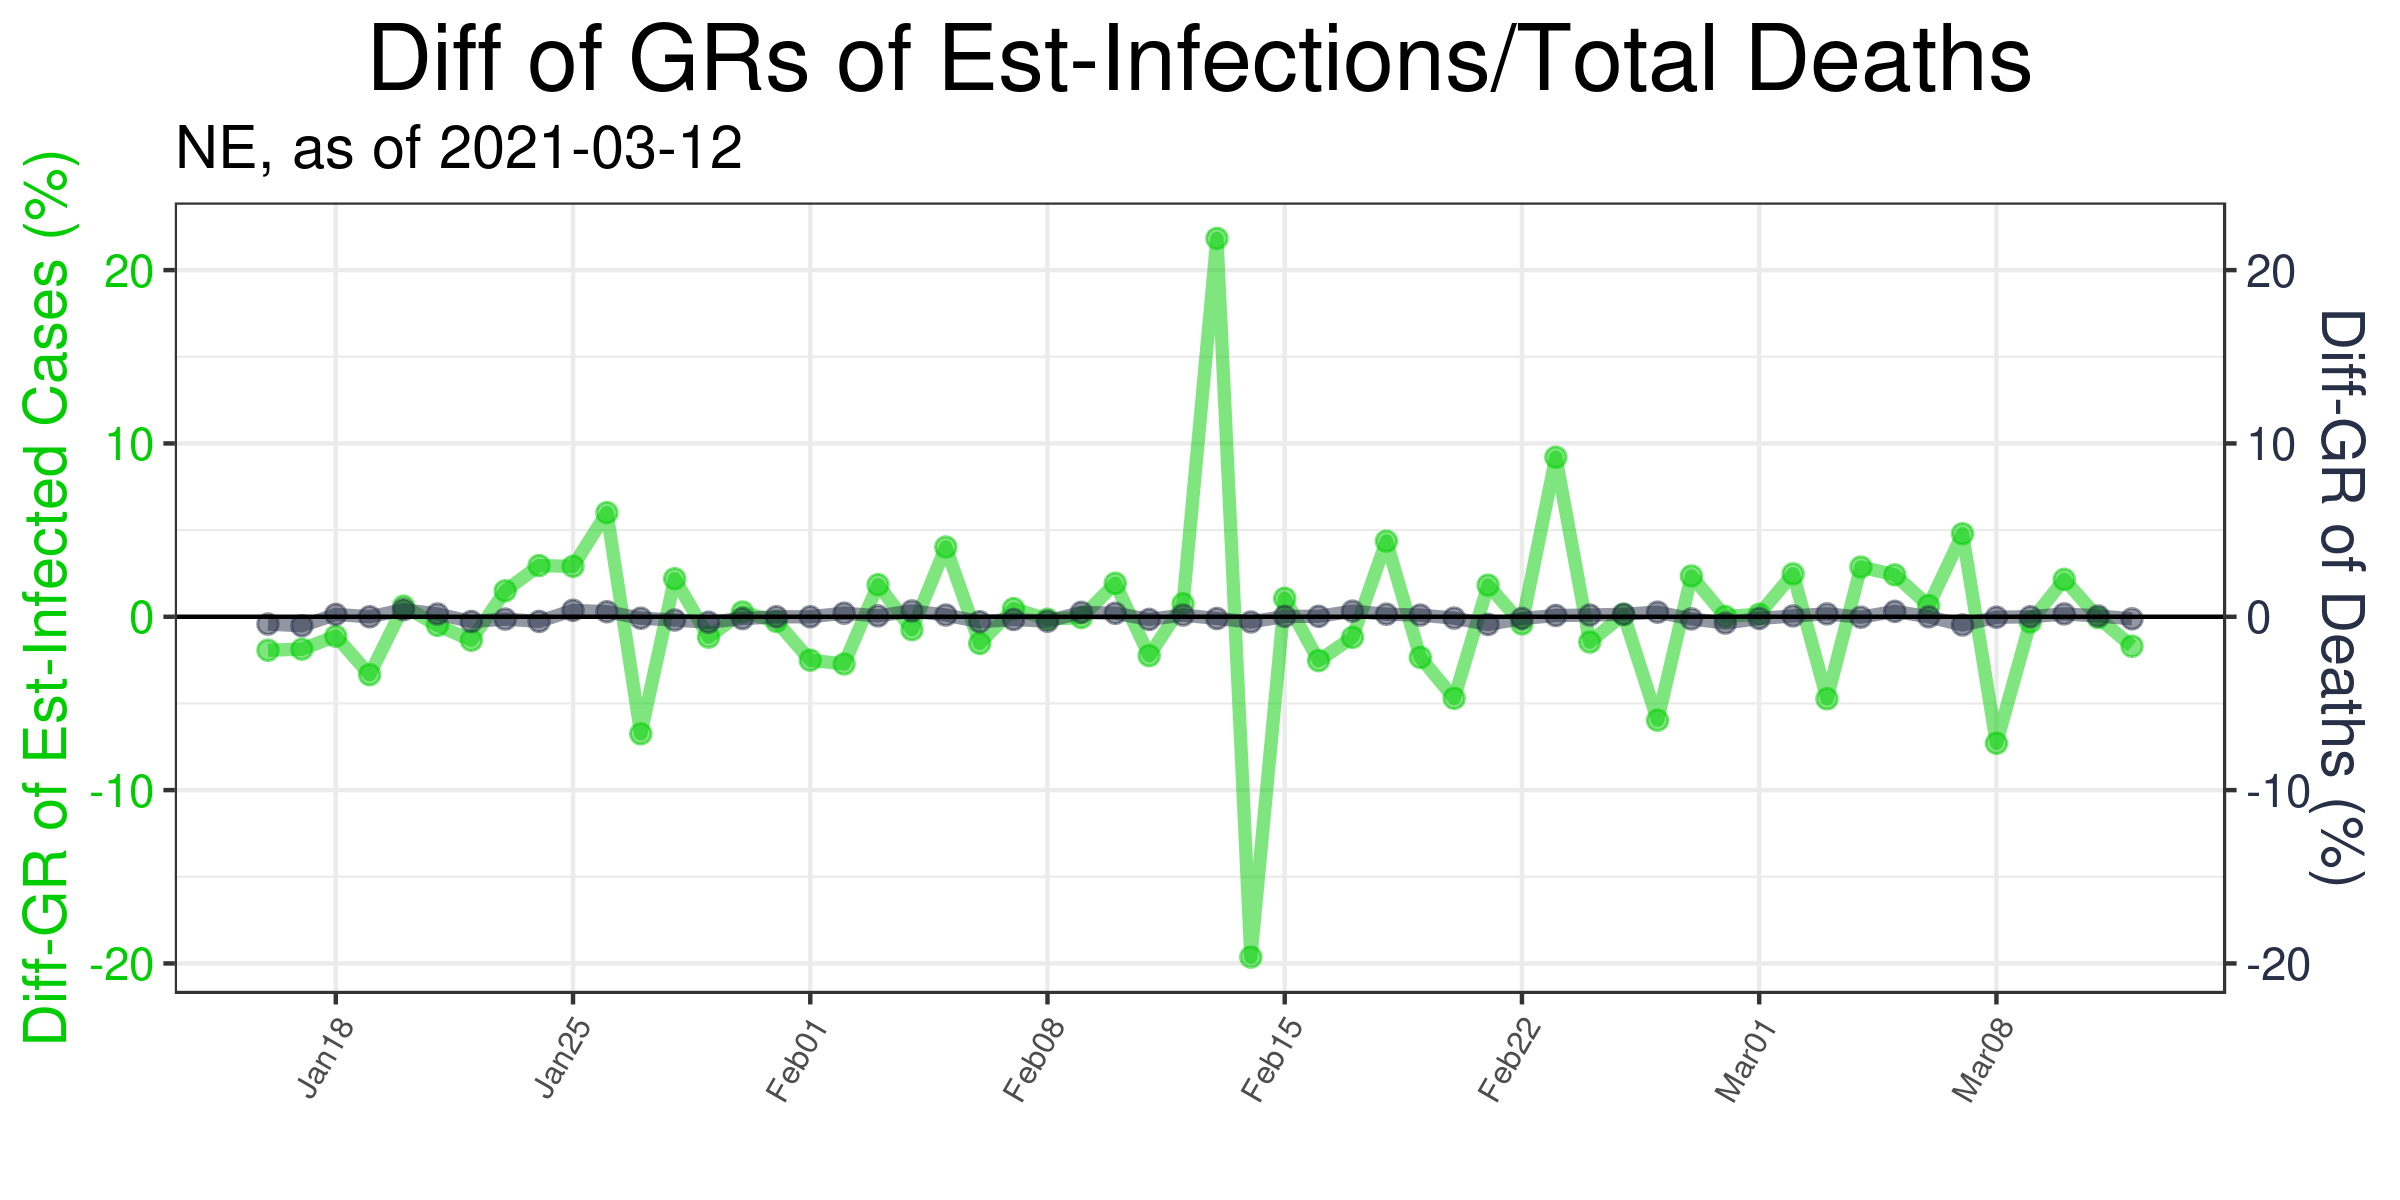 Diff of GRs of Est-Infections/Total Deaths
NE, as of 2021-03-12
Diff-GR of Est-Infected Cases (%)
20
10
0
-10
-20
20
10
0
-10
-20
Diff-GR of Deaths (%)
Jan18
Jan25
Feb01
Feb08
Feb15
Feb22
Mar01
Mar08